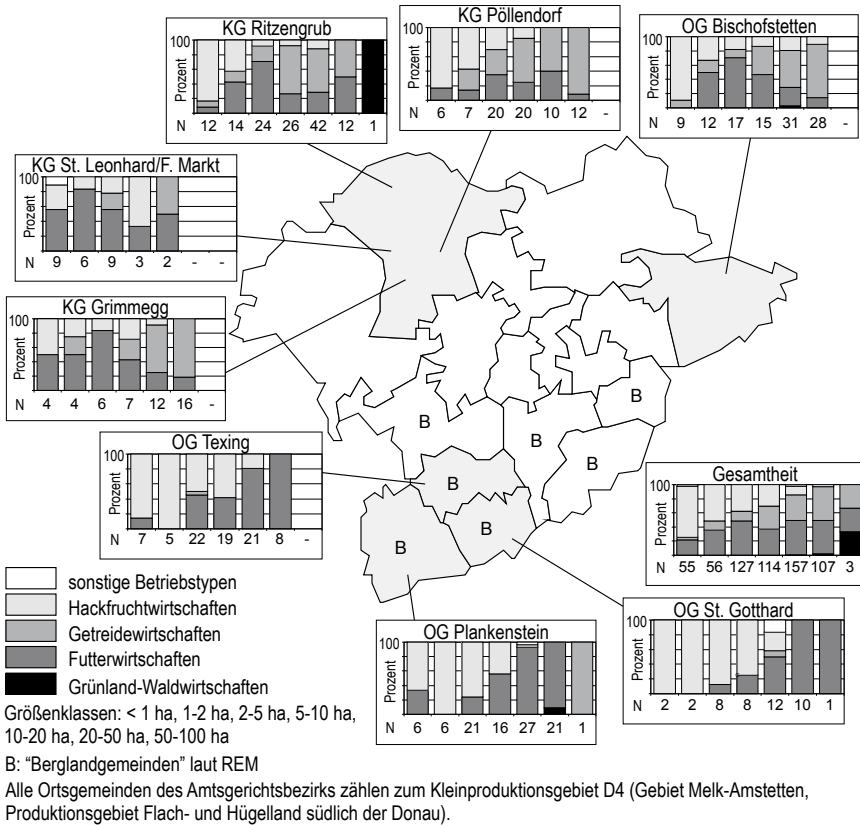 KG Ritzengrub
100
Prozent
N 12 14 24 26 42 12 1
KG Pöllendorf
100
Prozent
N 6 7 20 20 10 12 -
OG Bischofstetten
100
Prozent
N 9 12 17 15 31 28 -
KG St. Leonhard/F. Markt
100
Prozent
N 9 6 9 3 2 - -
KG Grimmegg
100
Prozent
N 4 4 6 7 12 16 -
B
B
B
B
OG Texing
100
Prozent
N 7 5 22 19 21 8 -
B
B
B
Gesamtheit
100
Prozent
N 55 56 127 114 157 107 3
sonstige Betriebstypen
Hackfruchtwirtschaften
Getreidewirtschaften
Futterwirtschaften
Grünland-Waldwirtschaften
OG Plankenstein
100
Prozent
N 6 6 21 16 27 21 1
OG St. Gotthard
100
Prozent
N 2 2 8 8 12 10 1
Größenklassen: < 1 ha, 1-2 ha, 2-5 ha, 5-10 ha,
10-20 ha, 20-50 ha, 50-100 ha
B: “Berglandgemeinden” laut REM
Alle Ortsgemeinden des Amtsgerichtsbezirks zählen zum Kleinproduktionsgebiet D4 (Gebiet Melk-Amstetten,
Produktionsgebiet Flach- und Hügelland südlich der Donau).